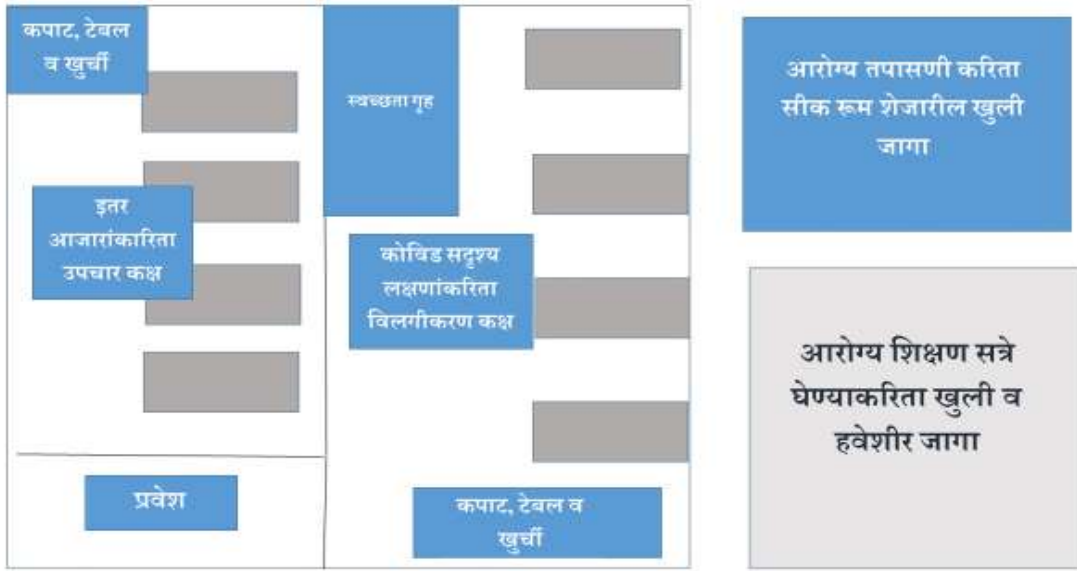 कपाट, टेबल
व खुर्ची
इतर
आजारांकारिता
उपचार कक्ष
प्रवेश
स्वच्छता गृह
कोविड सदृश्य
लक्षणांकरिता
विलगीकरण कक्ष
कपाट, टेबल व
खुर्ची
आरोग्य तपासणी करिता
सीक रूम शेजारील खुली
जागा
आरोग्य शिक्षण सत्रे
घेण्याकरिता खुली व
हवेशीर जागा